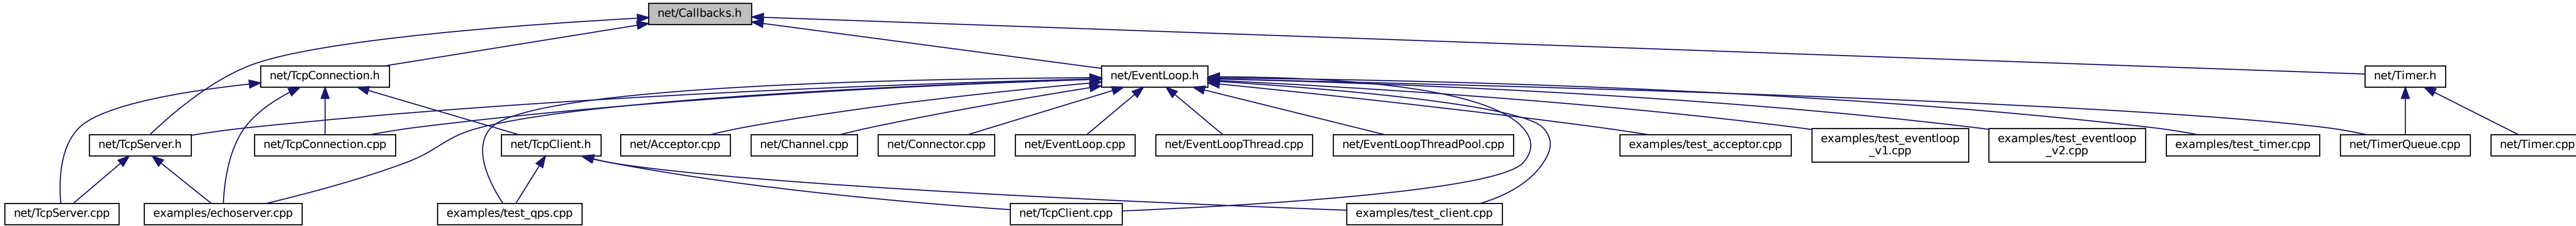 net/Callbacks.h
net/TcpConnection.h
net/EventLoop.h
net/Timer.h
net/TcpServer.h
net/TcpConnection.cpp
net/TcpClient.h
net/Acceptor.cpp
net/Channel.cpp
net/Connector.cpp
net/EventLoop.cpp
net/EventLoopThread.cpp
net/EventLoopThreadPool.cpp
examples/test_acceptor.cpp
examples/test_eventloop
_v1.cpp
examples/test_eventloop
_v2.cpp
examples/test_timer.cpp
net/TimerQueue.cpp
net/Timer.cpp
net/TcpServer.cpp
examples/echoserver.cpp
examples/test_qps.cpp
net/TcpClient.cpp
examples/test_client.cpp